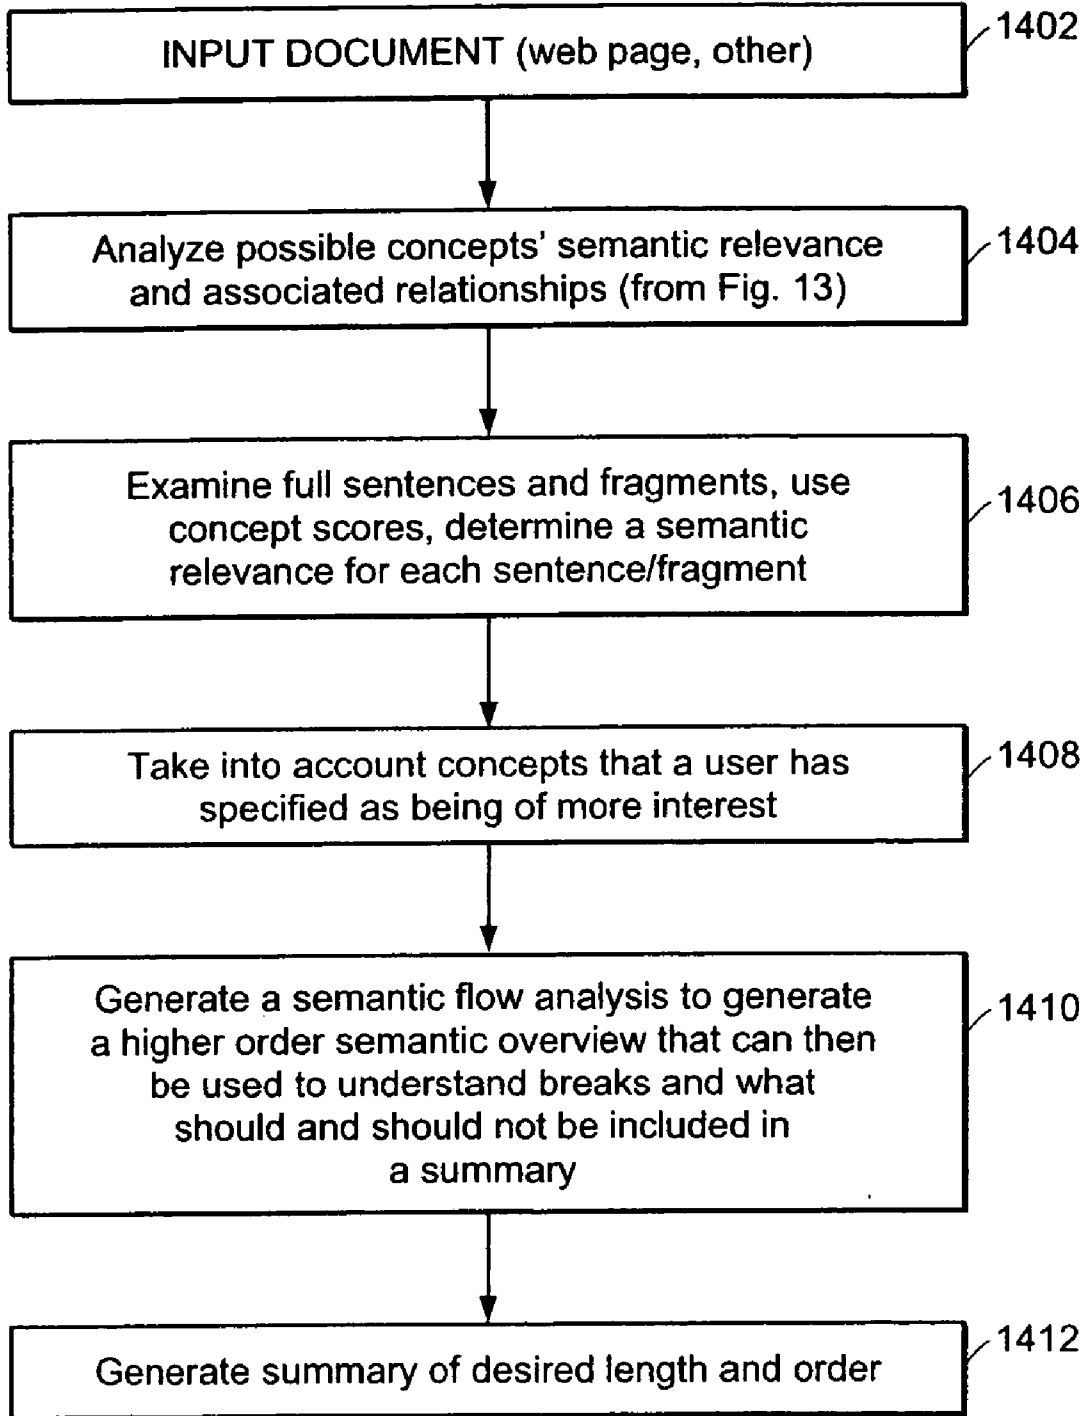 INPUT DOCUMENT (web page, other)
1402
Analyze possible concepts' semantic relevance
and associated relationships (from Fig. 13)
1404
Examine full sentences and fragments, use
concept scores, determine a semantic
relevance for each sentence/fragment
1406
Take into account concepts that a user has
specified as being of more interest
1408
Generate a semantic flow analysis to generate
a higher order semantic overview that can then
be used to understand breaks and what
should and should not be included in
a summary
1410
Generate summary of desired length and order
1412